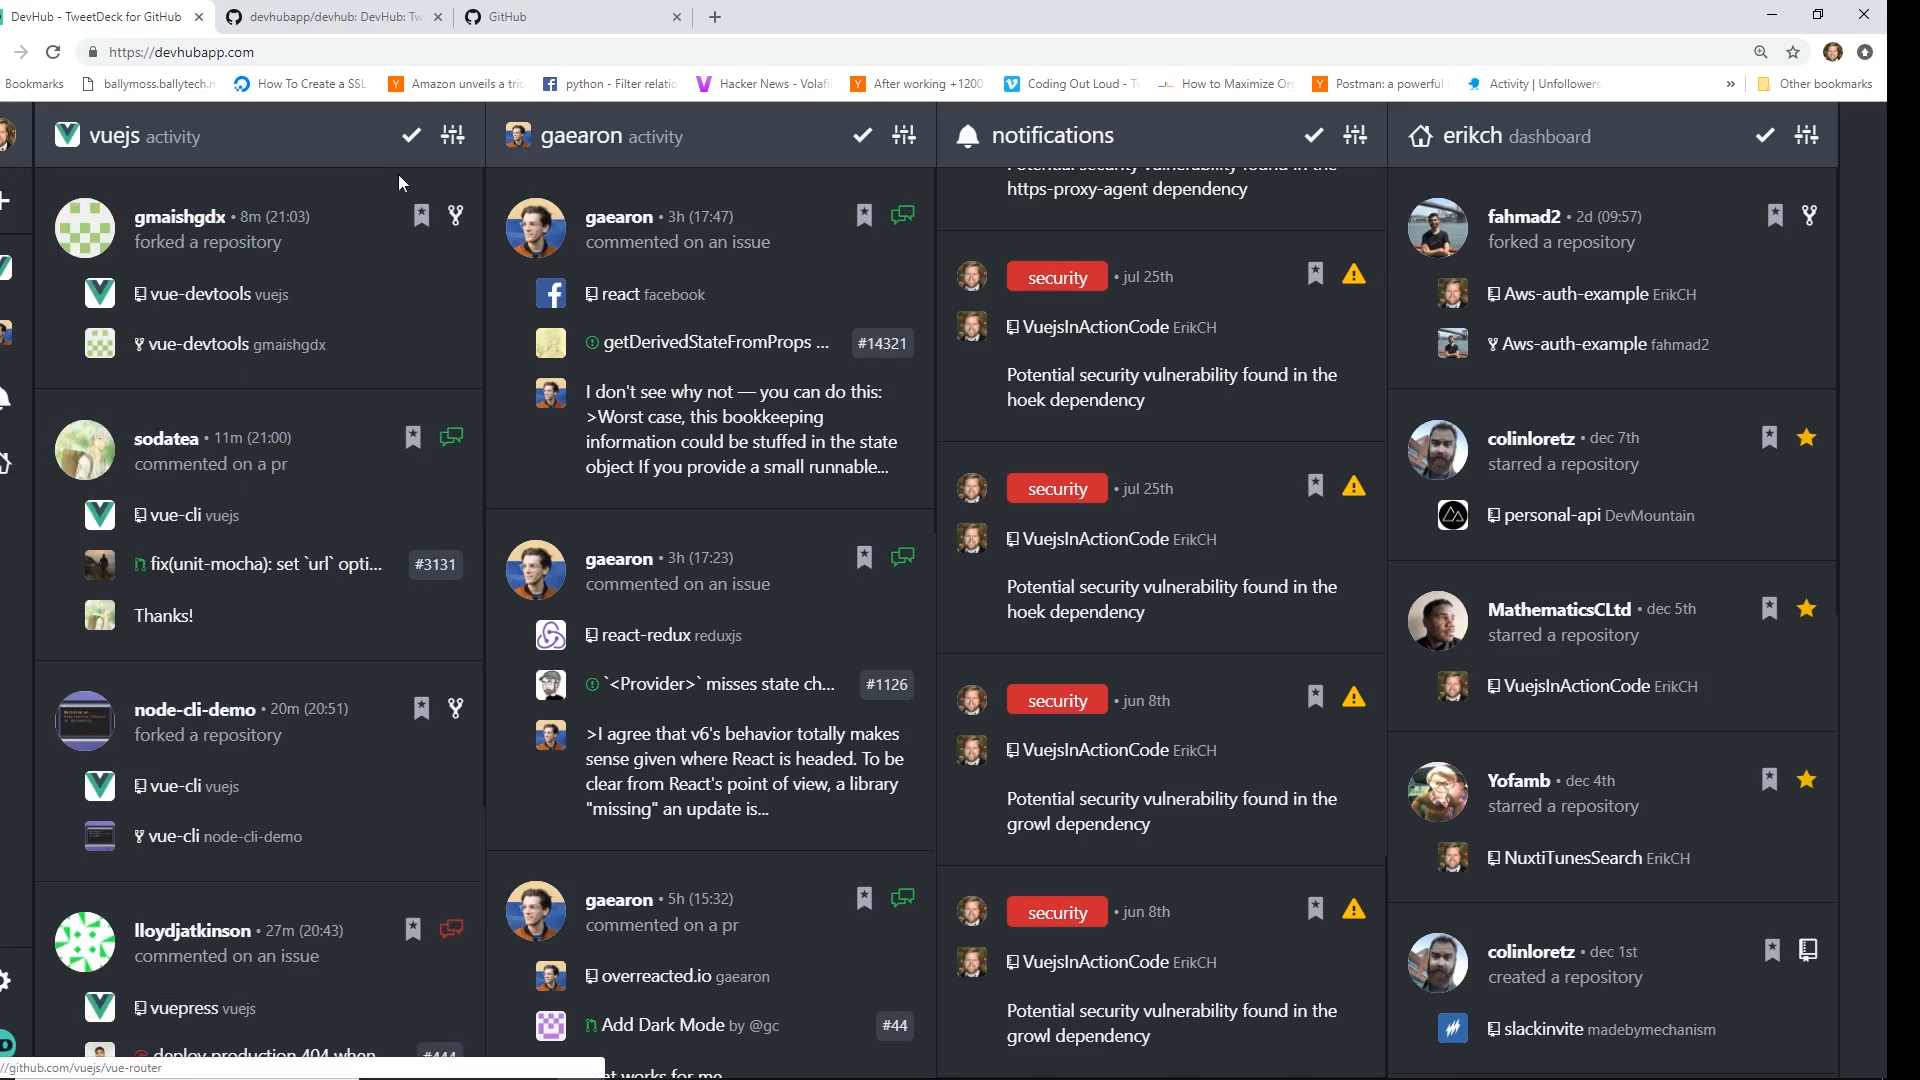 DevHub - TweetDeck for GitHub
devhubapp/devhub: DevHub: Tw
GitHub
https://devhubapp.com
Bookmarks
ballymoss.ballytech.n
How To Create a SSL
Amazon unveils a tri
python - Filter relatio
Hacker News - Volafi
After working +1200
Coding Out Loud - Tw
How to Maximize Or
Postman: a powerful
Activity | Unfollowers
»
Other bookmarks
vuejs activity
gmaishgdx • 8m (21:03)
forked a repository
vue-devtools vuejs
vue-devtools gmaishgdx
sodatea • 11m (21:00)
commented on a pr
vue-cli vuejs
fix(unit-mocha): set `url` opti... #3131
Thanks!
node-cli-demo • 20m (20:51)
forked a repository
vue-cli vuejs
vue-cli node-cli-demo
lloydjatkinson • 27m (20:43)
commented on an issue
vuepress vuejs
deploy production 404 when #444
//github.com/vuejs/vue-router
gaearon activity
gaearon • 3h (17:47)
commented on an issue
react facebook
getDerivedStateFromProps ... #14321
I don't see why not — you can do this:
>Worst case, this bookkeeping
information could be stuffed in the state
object If you provide a small runnable...
gaearon • 3h (17:23)
commented on an issue
react-redux reduxjs
`<Provider>` misses state ch... #1126
>I agree that v6's behavior totally makes
sense given where React is headed. To be
clear from React's point of view, a library
"missing" an update is...
gaearon • 5h (15:32)
commented on a pr
overreacted.io gaearon
Add Dark Mode by @gc #44
works for me
notifications
Potential security vulnerability found in the
https-proxy-agent dependency
security • jul 25th
VuejsInActionCode ErikCH
Potential security vulnerability found in the
hoek dependency
security • jul 25th
VuejsInActionCode ErikCH
Potential security vulnerability found in the
hoek dependency
security • jun 8th
VuejsInActionCode ErikCH
Potential security vulnerability found in the
growl dependency
security • jun 8th
VuejsInActionCode ErikCH
Potential security vulnerability found in the
growl dependency
erikch dashboard
fahmad2 • 2d (09:57)
forked a repository
Aws-auth-example ErikCH
Aws-auth-example fahmad2
colinloretz • dec 7th
starred a repository
personal-api DevMountain
MathematicsCLtd • dec 5th
starred a repository
VuejsInActionCode ErikCH
Yofamb • dec 4th
starred a repository
NuxtiTunesSearch ErikCH
colinloretz • dec 1st
created a repository
slackinvite madebymechanism